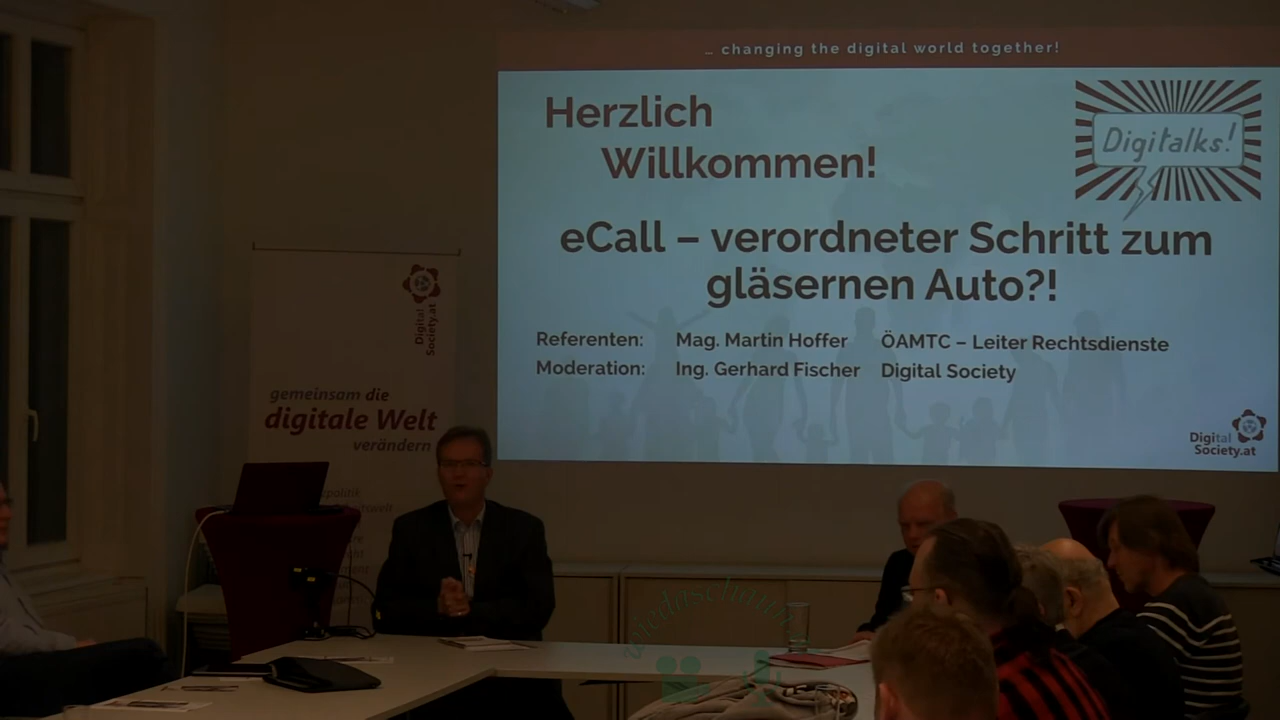 … changing the digital world together!
Herzlich
Willkommen!
Digitalks!
eCall – verordneter Schritt zum
gläsernen Auto?!
Referenten: Mag. Martin Hoffer ÖAMTC – Leiter Rechtsdienste
Moderation: Ing. Gerhard Fischer Digital Society
Digital
Society.at
Digital
Society.at
gemeinsam die
digitale Welt
verändern